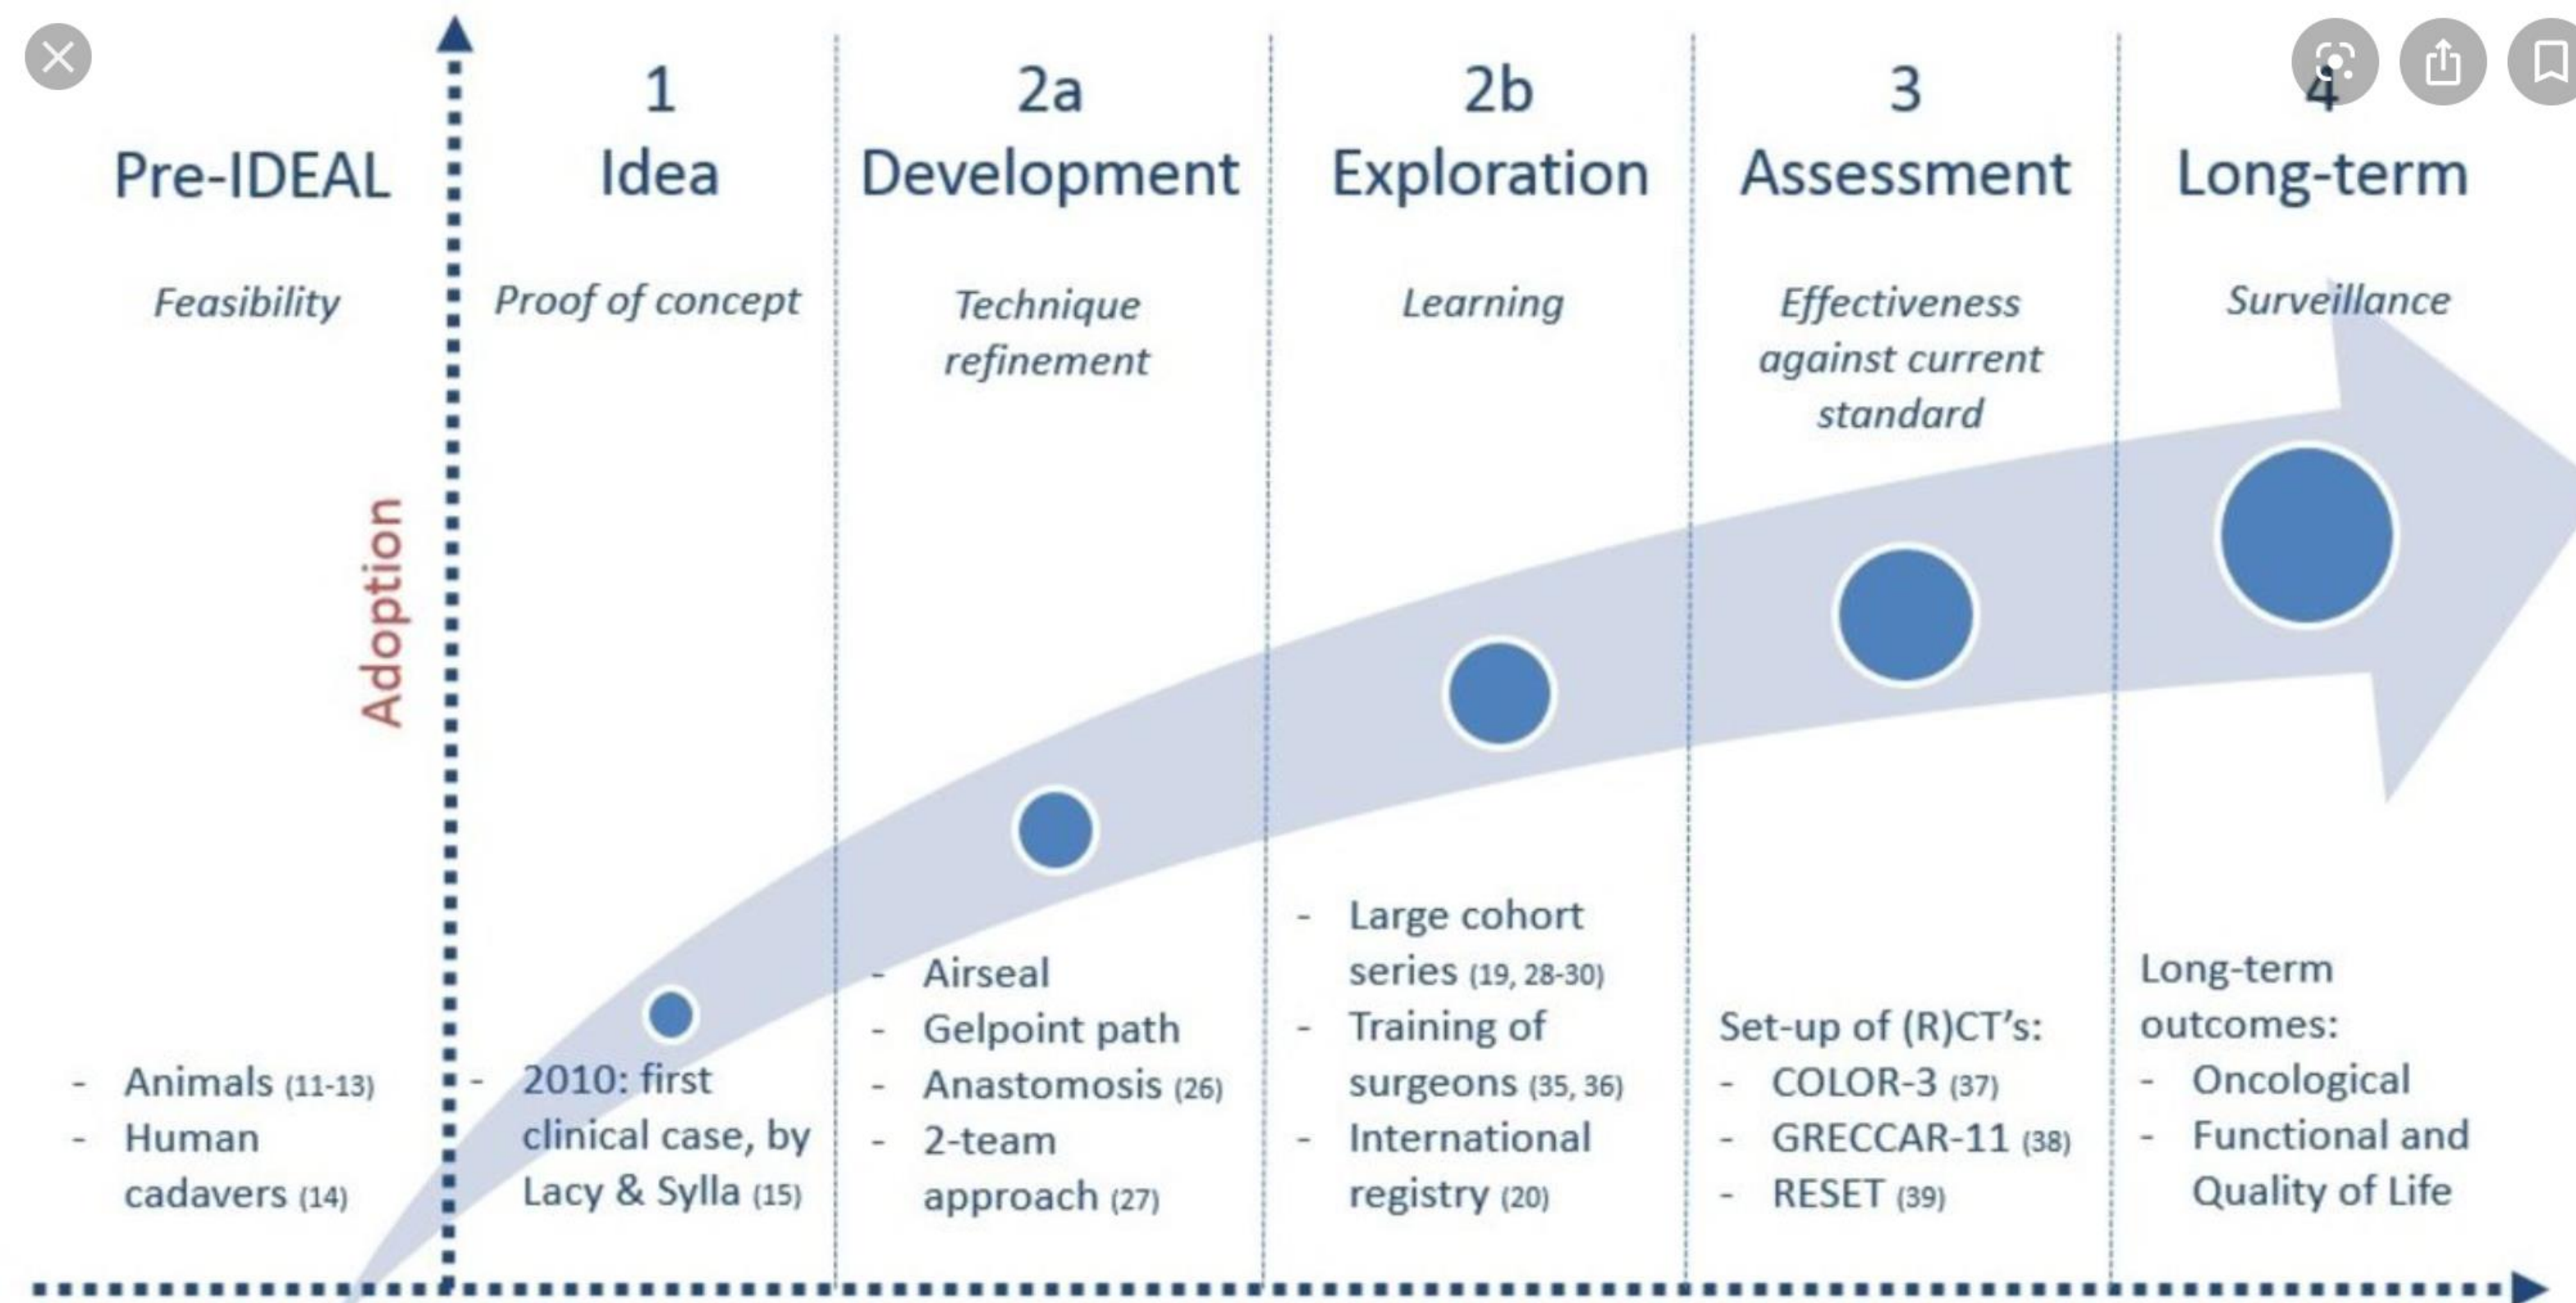 Pre-IDEAL
Feasibility
- Animals (11-13)
- Human
cadavers (14)
Adoption
1
Idea
Proof of concept
- 2010: first
clinical case, by
Lacy & Sylla (15)
2a
Development
Technique
refinement
- Airseal
- Gelpoint path
- Anastomosis (26)
- 2-team
approach (27)
2b
Exploration
Learning
- Large cohort
series (19, 28-30)
- Training of
surgeons (35, 36)
- International
registry (20)
3
Assessment
Effectiveness
against current
standard
Set-up of (R)CT's:
- COLOR-3 (37)
- GRECCAR-11 (38)
- RESET (39)
4
Long-term
Surveillance
Long-term
outcomes:
- Oncological
- Functional and
Quality of Life